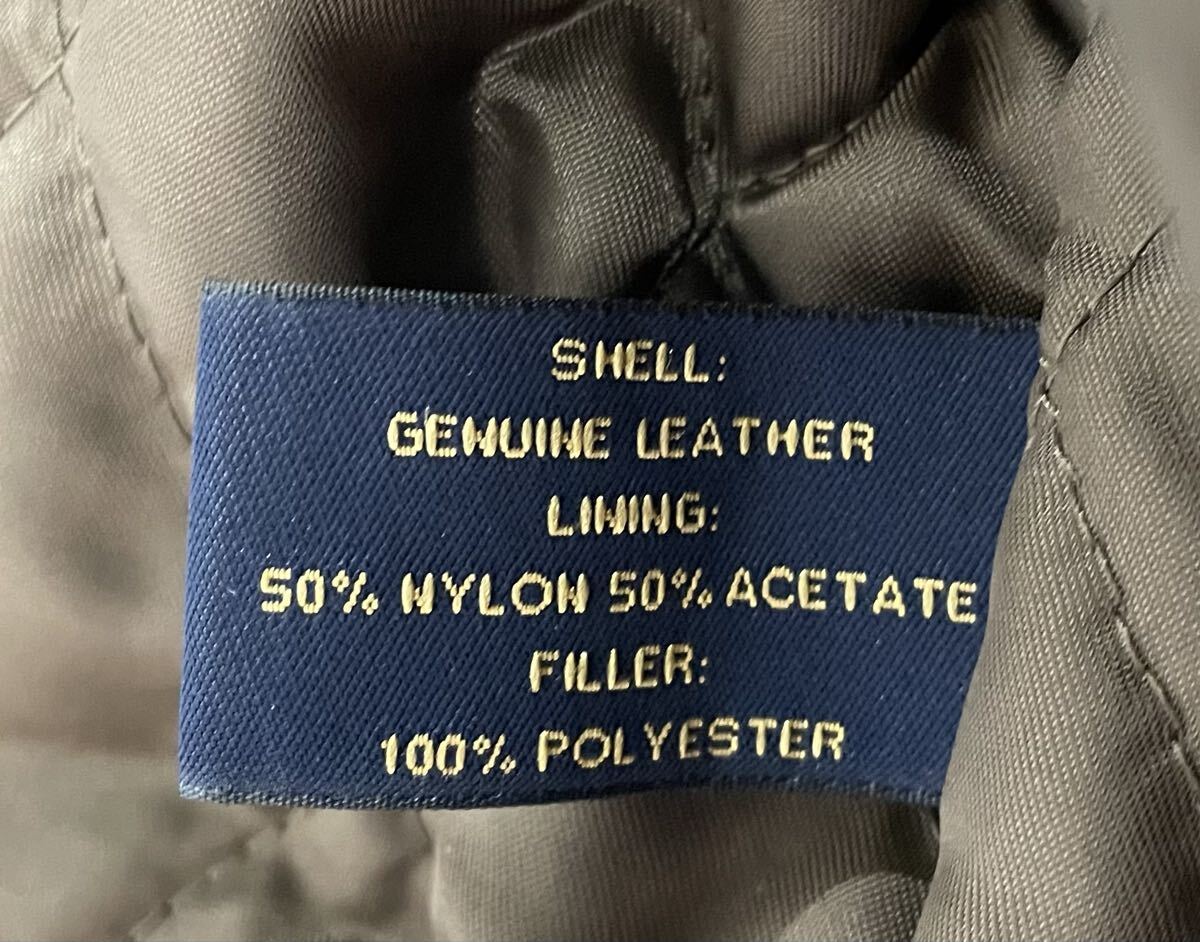 SHELL:
GENUINE LEATHER
LINING:
50% NYLON 50% ACETATE
FILLER:
100% POLYESTER